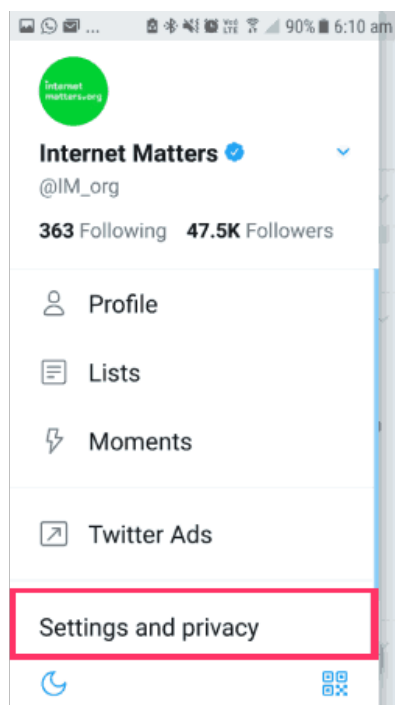 ... 90% 6:10 am
internet
matters.org
Internet Matters
@IM_org
363 Following 47.5K Followers
Profile
Lists
Moments
Twitter Ads
Settings and privacy